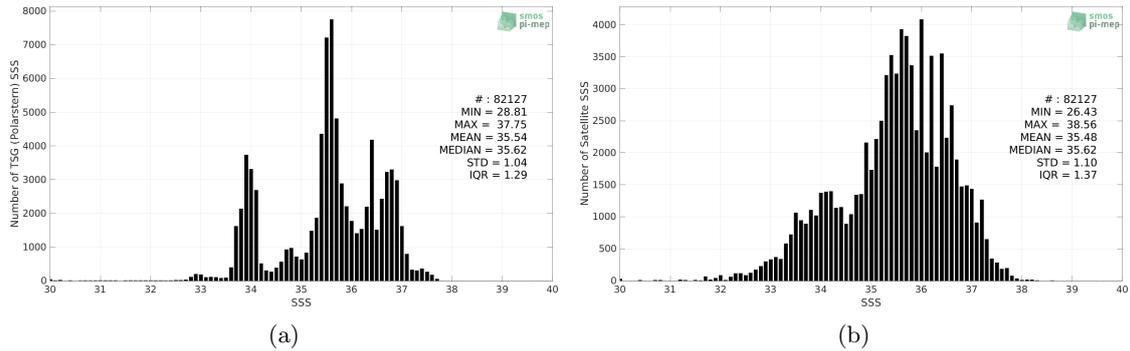 Number of TSG (Polarstern) SSS
8000
7000
6000
5000
4000
3000
2000
1000
0
30 31 32 33 34 35 36 37 38 39 40
SSS
smos
pi-mep
# : 82127
MIN = 28.81
MAX = 37.75
MEAN = 35.54
MEDIAN = 35.62
STD = 1.04
IQR = 1.29
(a)
Number of Satellite SSS
4000
3500
3000
2500
2000
1500
1000
500
0
30 31 32 33 34 35 36 37 38 39 40
SSS
smos
pi-mep
# : 82127
MIN = 26.43
MAX = 38.56
MEAN = 35.48
MEDIAN = 35.62
STD = 1.10
IQR = 1.37
(b)